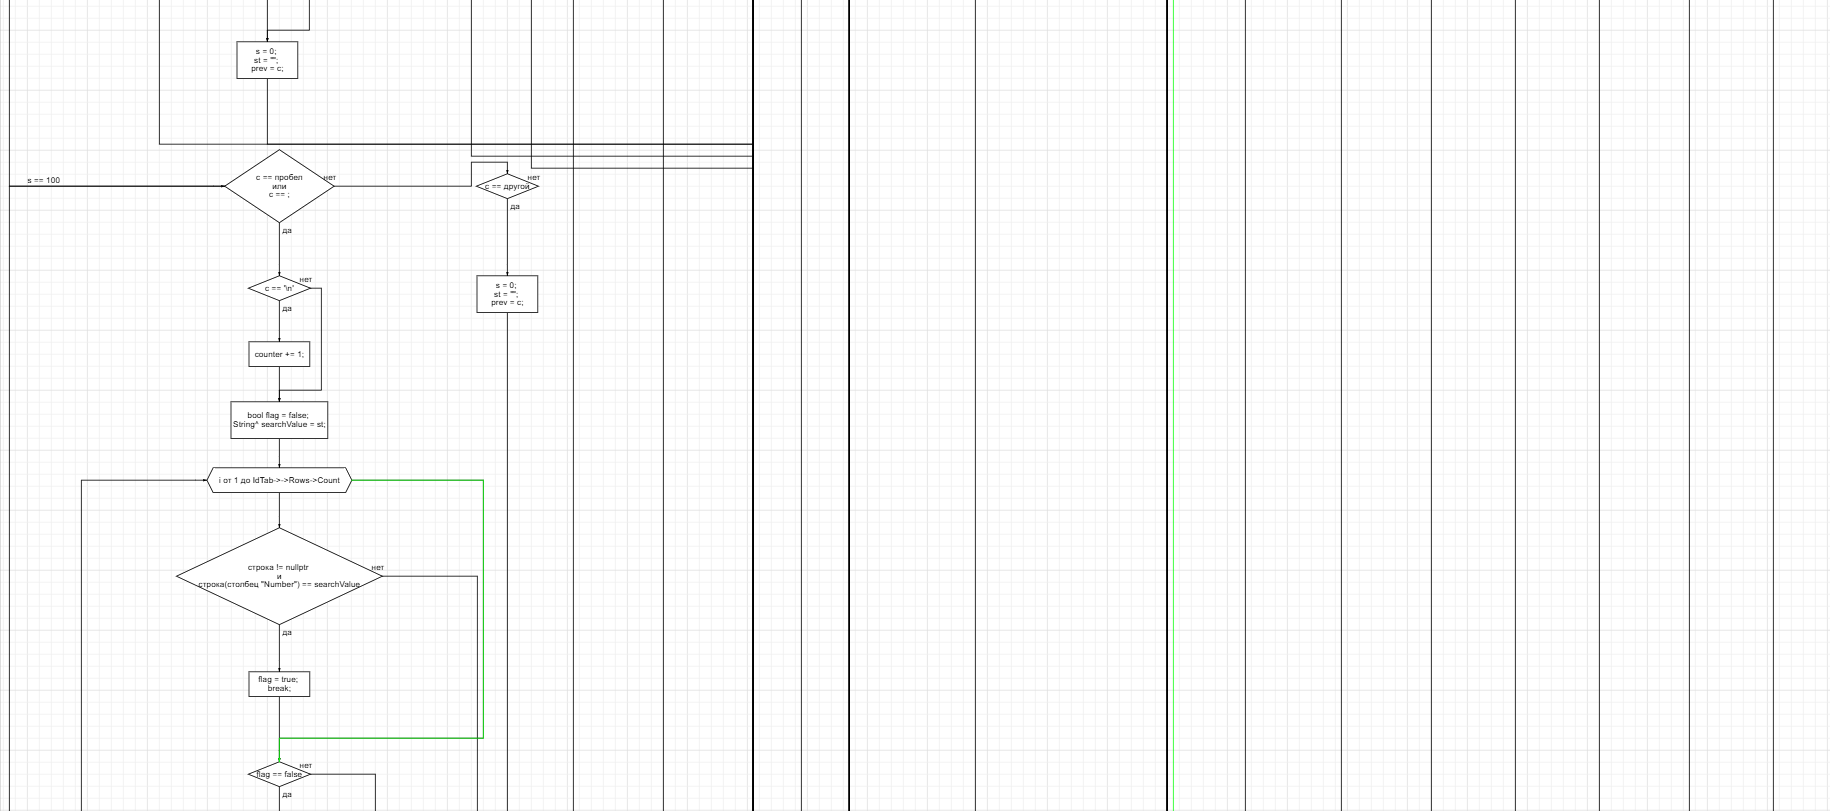 s = 0;
st = "";
prev = c;
s == 100
c == пробел
или
c == ;
нет
да
c == другой
нет
да
c == '\n'
нет
да
s = 0;
st = "";
prev = c;
counter += 1;
bool flag = false;
String^ searchValue = st;
i от 1 до IdTab->->Rows->Count
строка != nullptr
и
строка(столбец "Number") == searchValue
нет
да
flag = true;
break;
flag == false
нет
да